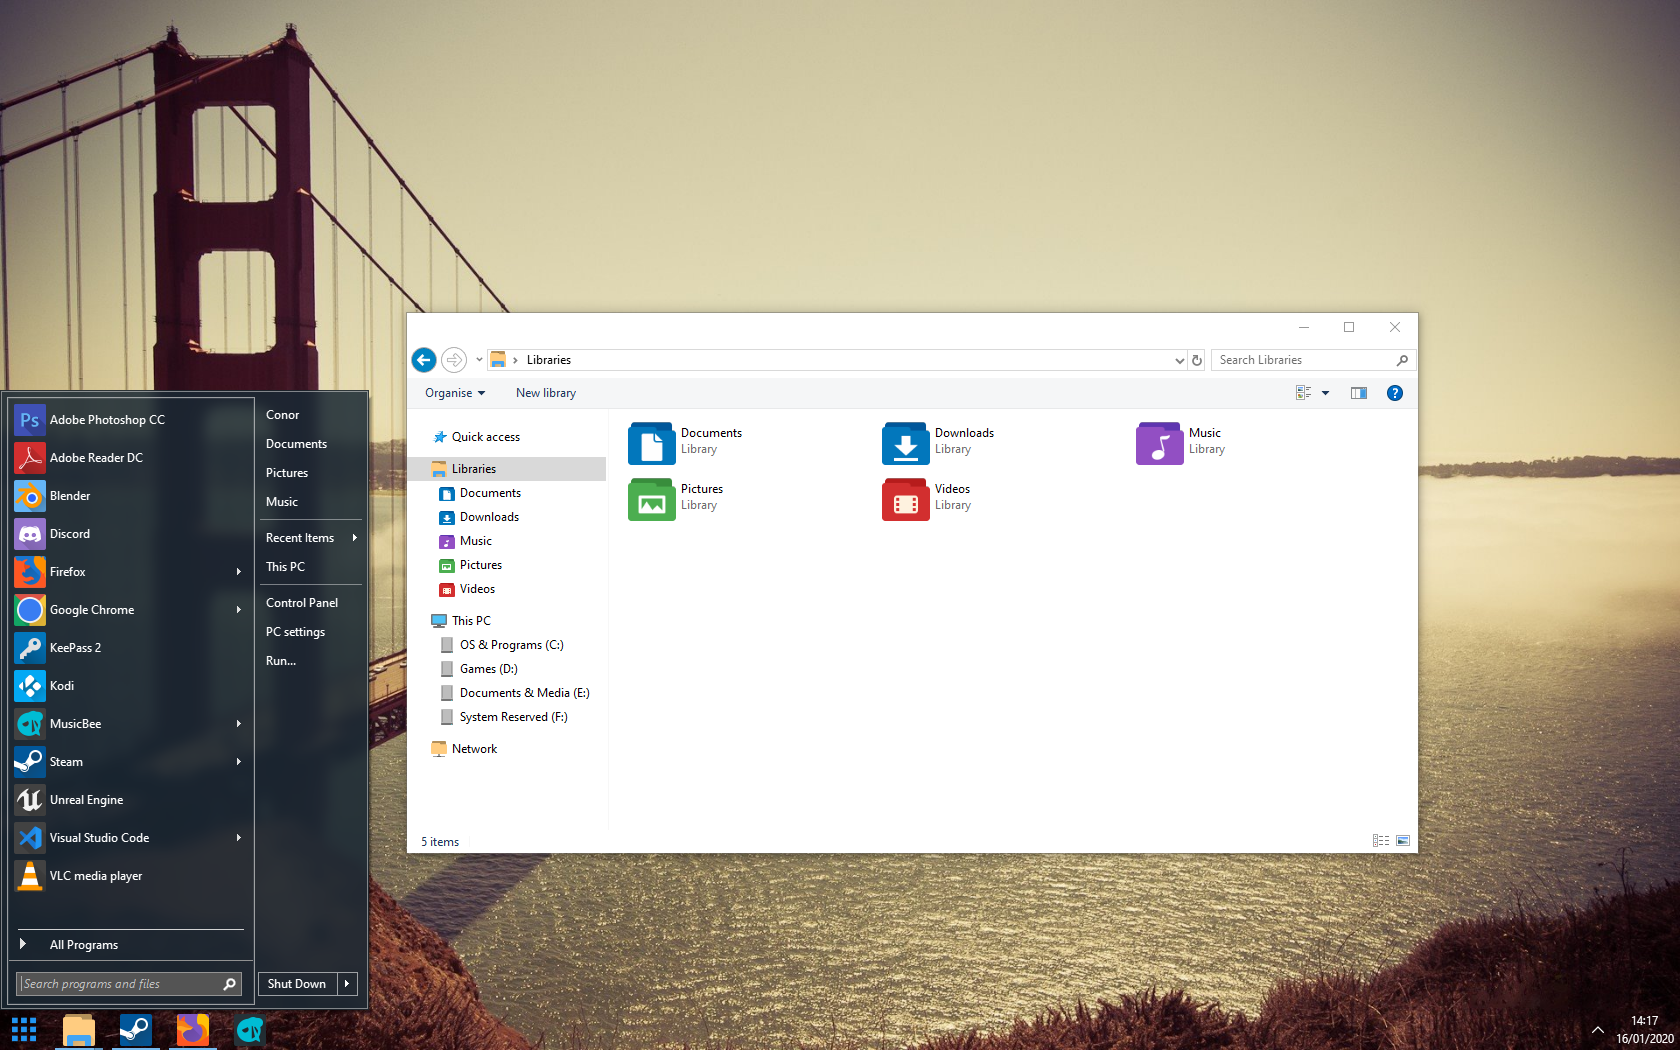 Libraries
Search Libraries
Organise
New library
Quick access
Libraries
Documents
Downloads
Music
Pictures
Videos
This PC
OS & Programs (C:)
Games (D:)
Documents & Media (E:)
System Reserved (F:)
Network
Documents
Library
Downloads
Library
Music
Library
Pictures
Library
Videos
Library
5 items
Ps
Adobe Photoshop CC
Adobe Reader DC
Blender
Discord
Firefox
Google Chrome
KeePass 2
Kodi
MusicBee
Steam
Unreal Engine
Visual Studio Code
VLC media player
All Programs
Search programs and files
Conor
Documents
Pictures
Music
Recent Items
This PC
Control Panel
PC settings
Run...
Shut Down
14:17
16/01/2020